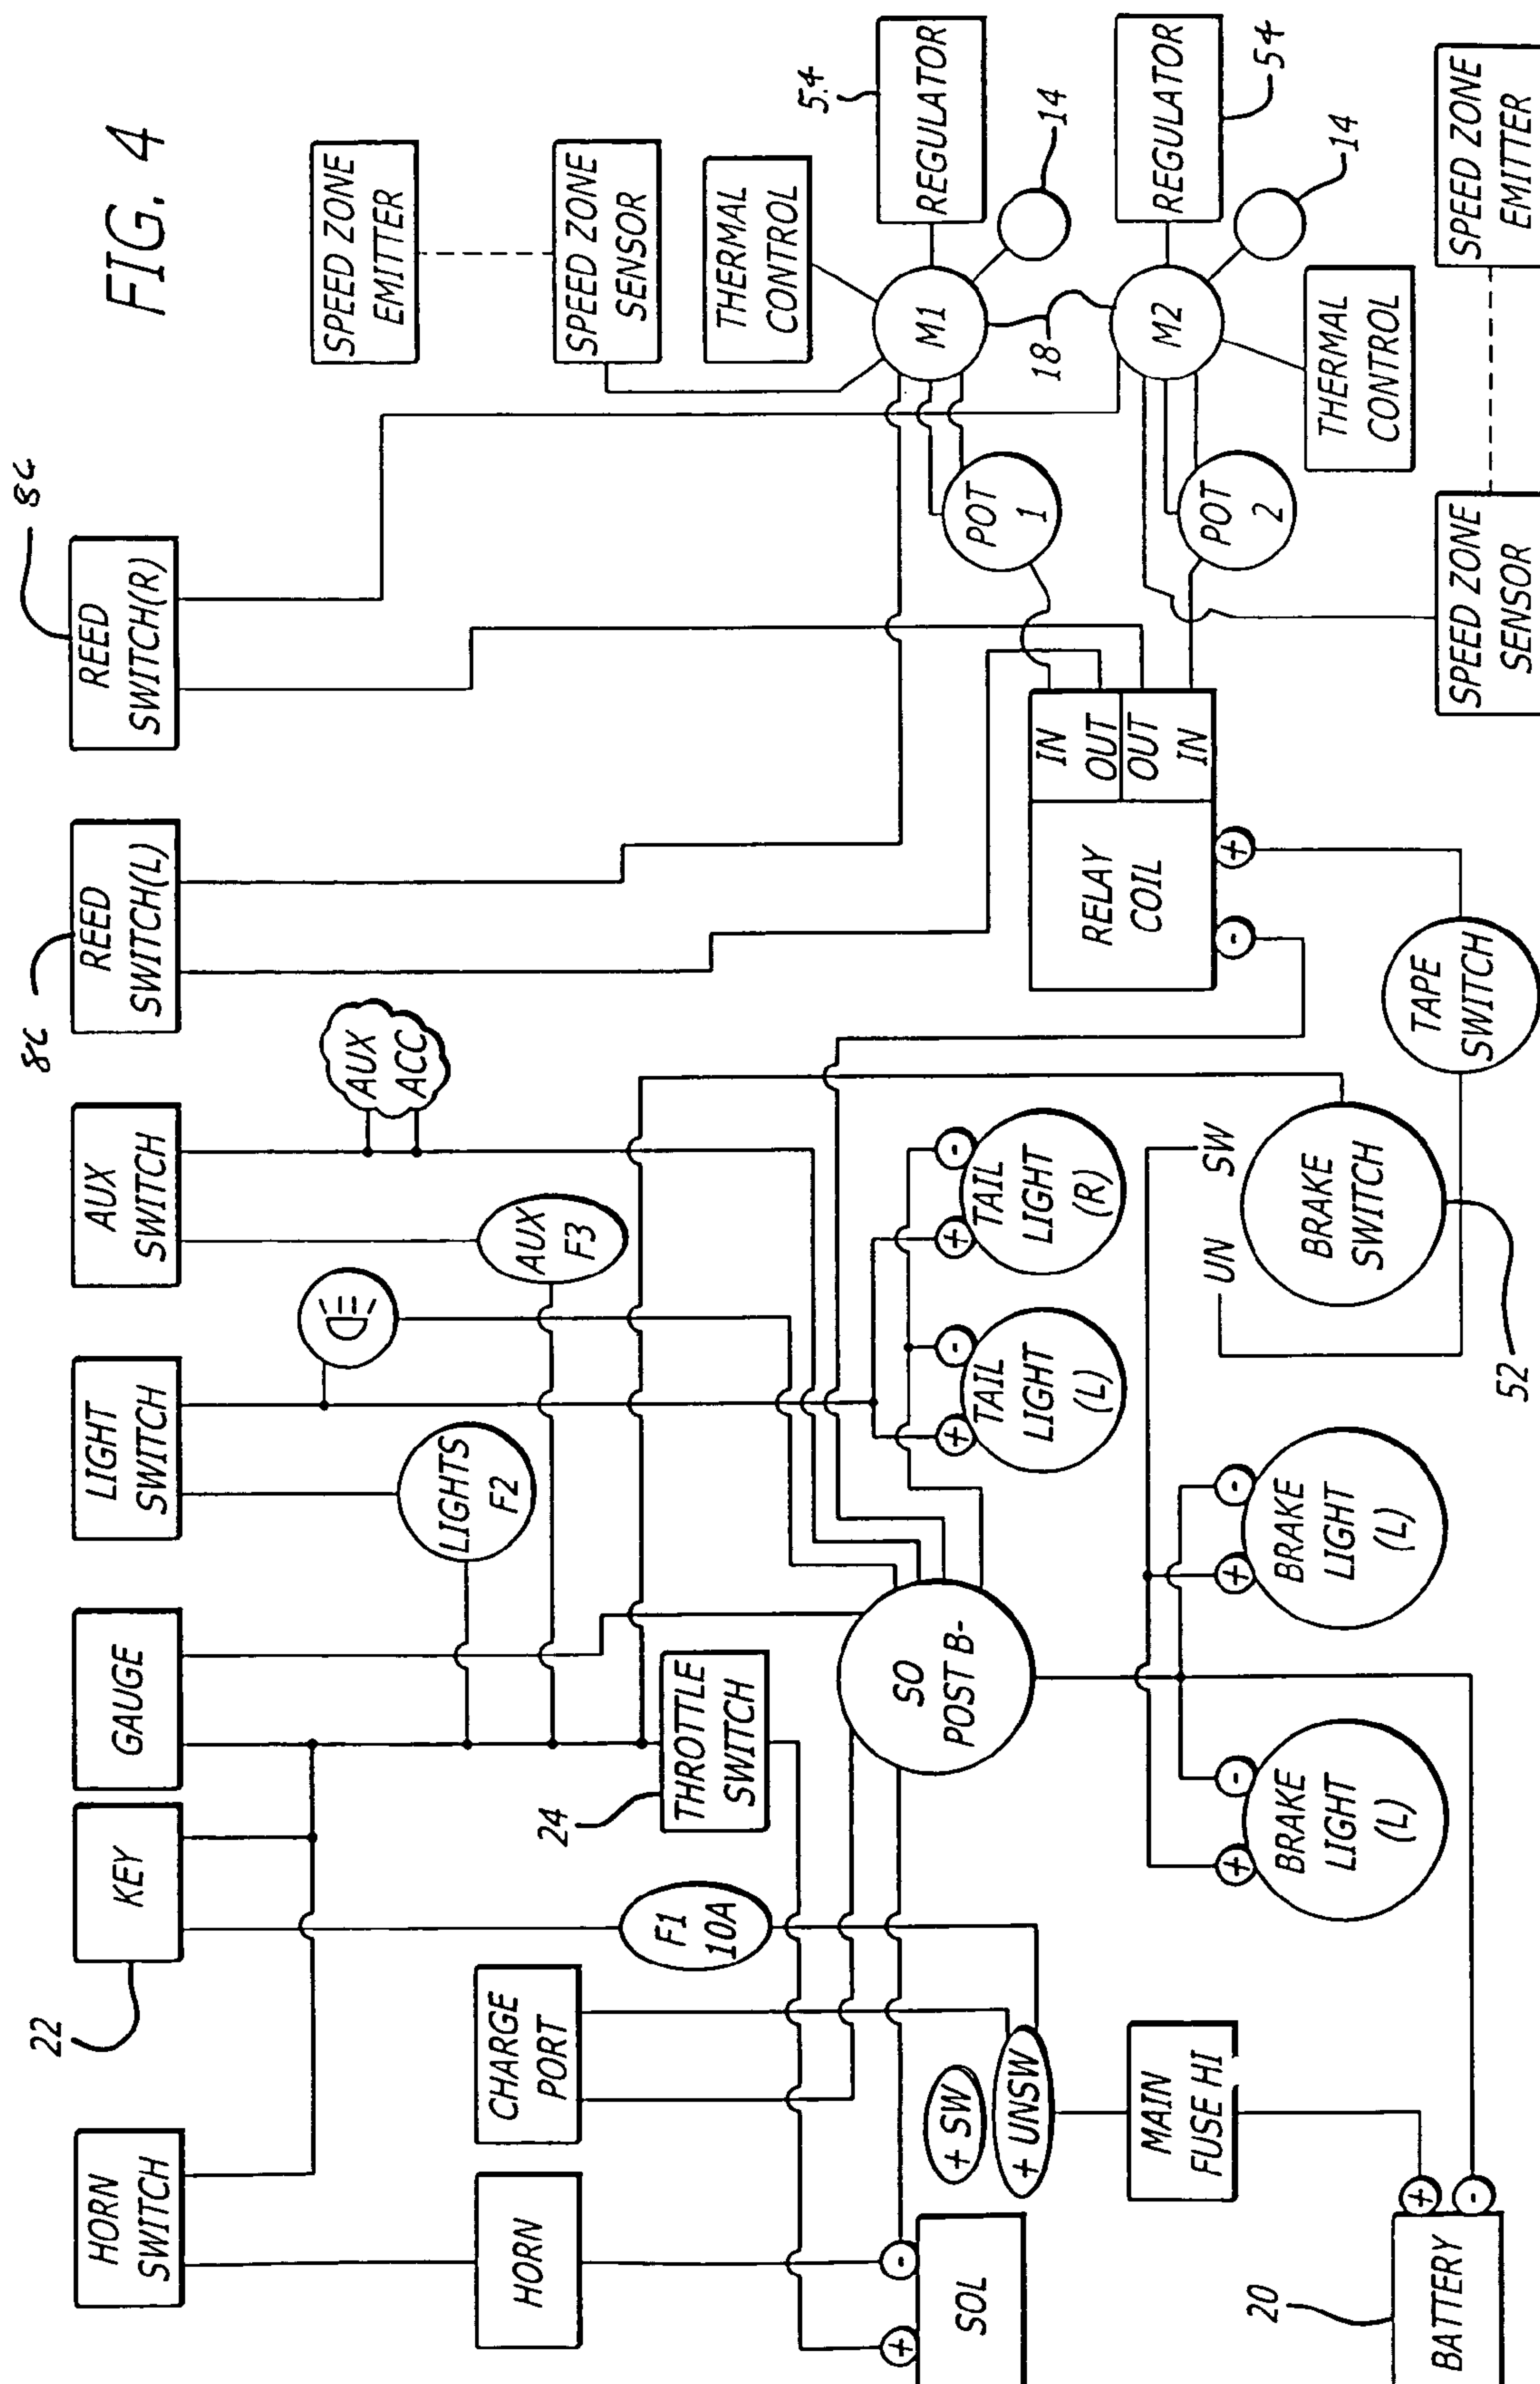 FIG. 4
HORN
SWITCH
22
KEY
GAUGE
LIGHT
SWITCH
AUX
SWITCH
8C
REED
SWITCH(L)
8C
REED
SWITCH(R)
HORN
CHARGE
PORT
F1
10A
24
THROTTLE
SWITCH
LIGHTS
F2
AUX
F3
AUX
ACC
SPEED ZONE
EMITTER
SPEED ZONE
SENSOR
THERMAL
CONTROL
54
REGULATOR
M1
14
18
POT
1
+
-
SOL
+ SW
+ UNSW
SO
POST B-
+
-
TAIL
LIGHT
(L)
+
-
TAIL
LIGHT
(R)
RELAY
COIL
IN
OUT
OUT
IN
-
+
M2
REGULATOR
54
14
POT
2
THERMAL
CONTROL
MAIN
FUSE HI
20
+
-
BATTERY
+
-
BRAKE
LIGHT
(L)
+
-
BRAKE
LIGHT
(L)
UN
SW
BRAKE
SWITCH
52
TAPE
SWITCH
SPEED ZONE
SENSOR
SPEED ZONE
EMITTER